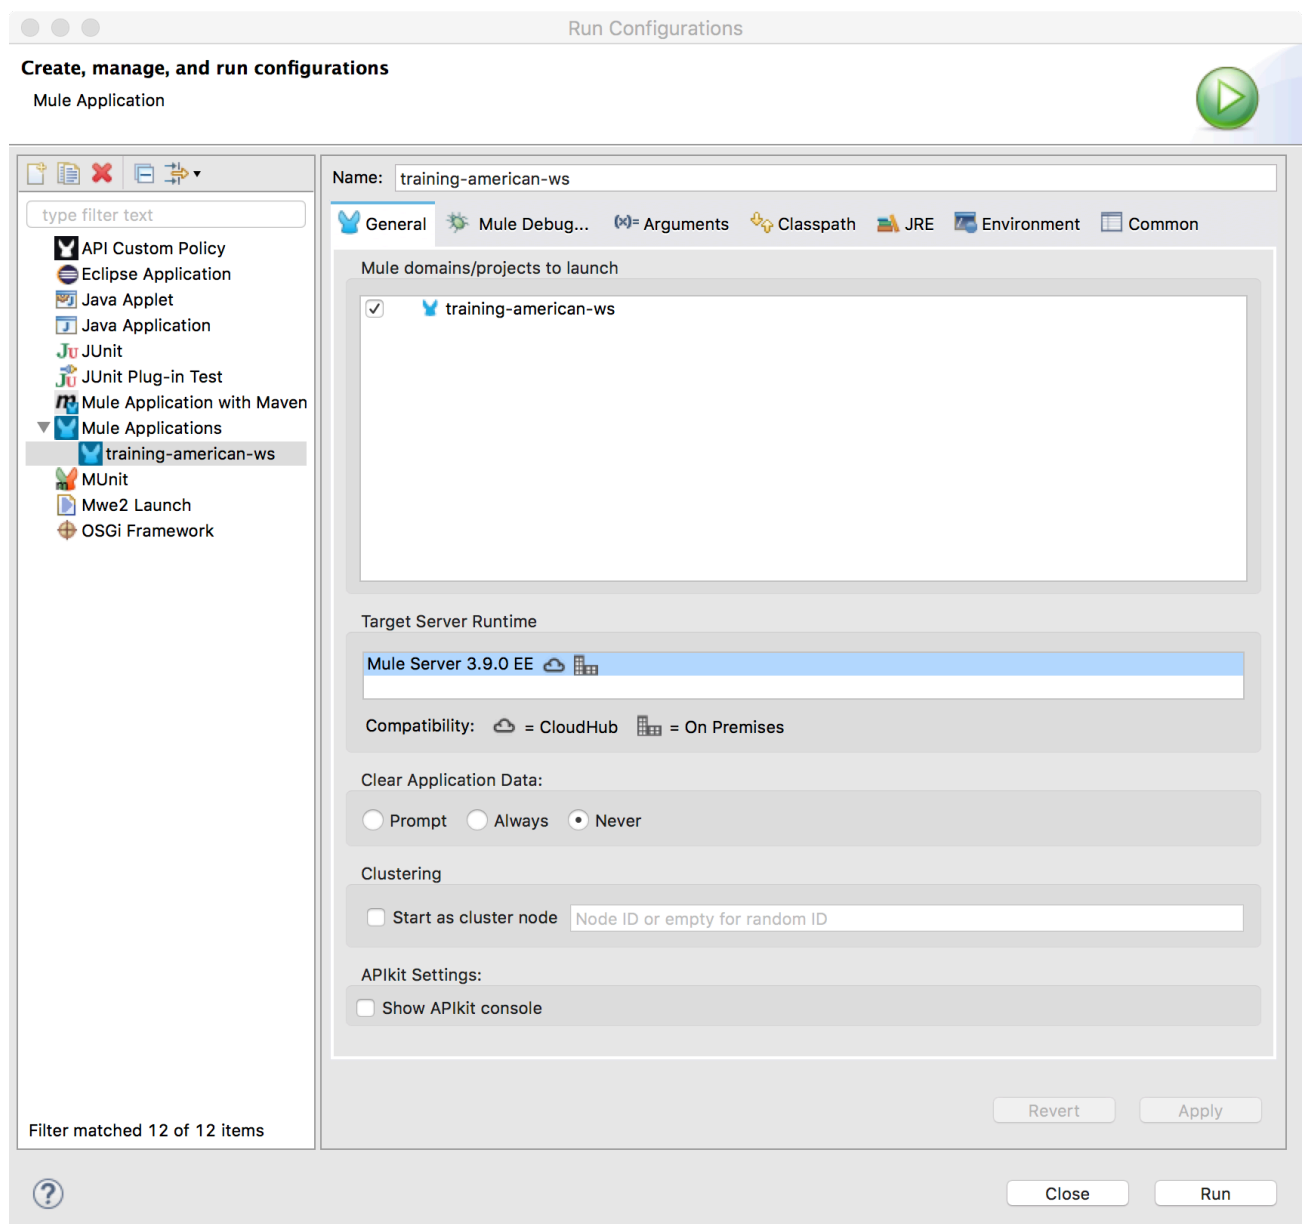 Run Configurations
Create, manage, and run configurations
Mule Application
type filter text
API Custom Policy
Eclipse Application
Java Applet
Java Application
JUnit
JUnit Plug-in Test
Mule Application with Maven
Mule Applications
training-american-ws
MUnit
Mwe2 Launch
OSGi Framework
Filter matched 12 of 12 items
Name: training-american-ws
General Mule Debug... Arguments Classpath JRE Environment Common
Mule domains/projects to launch
training-american-ws
Target Server Runtime
Mule Server 3.9.0 EE
Compatibility: = CloudHub = On Premises
Clear Application Data:
Prompt Always Never
Clustering
Start as cluster node Node ID or empty for random ID
APIkit Settings:
Show APIkit console
Revert Apply
Close Run